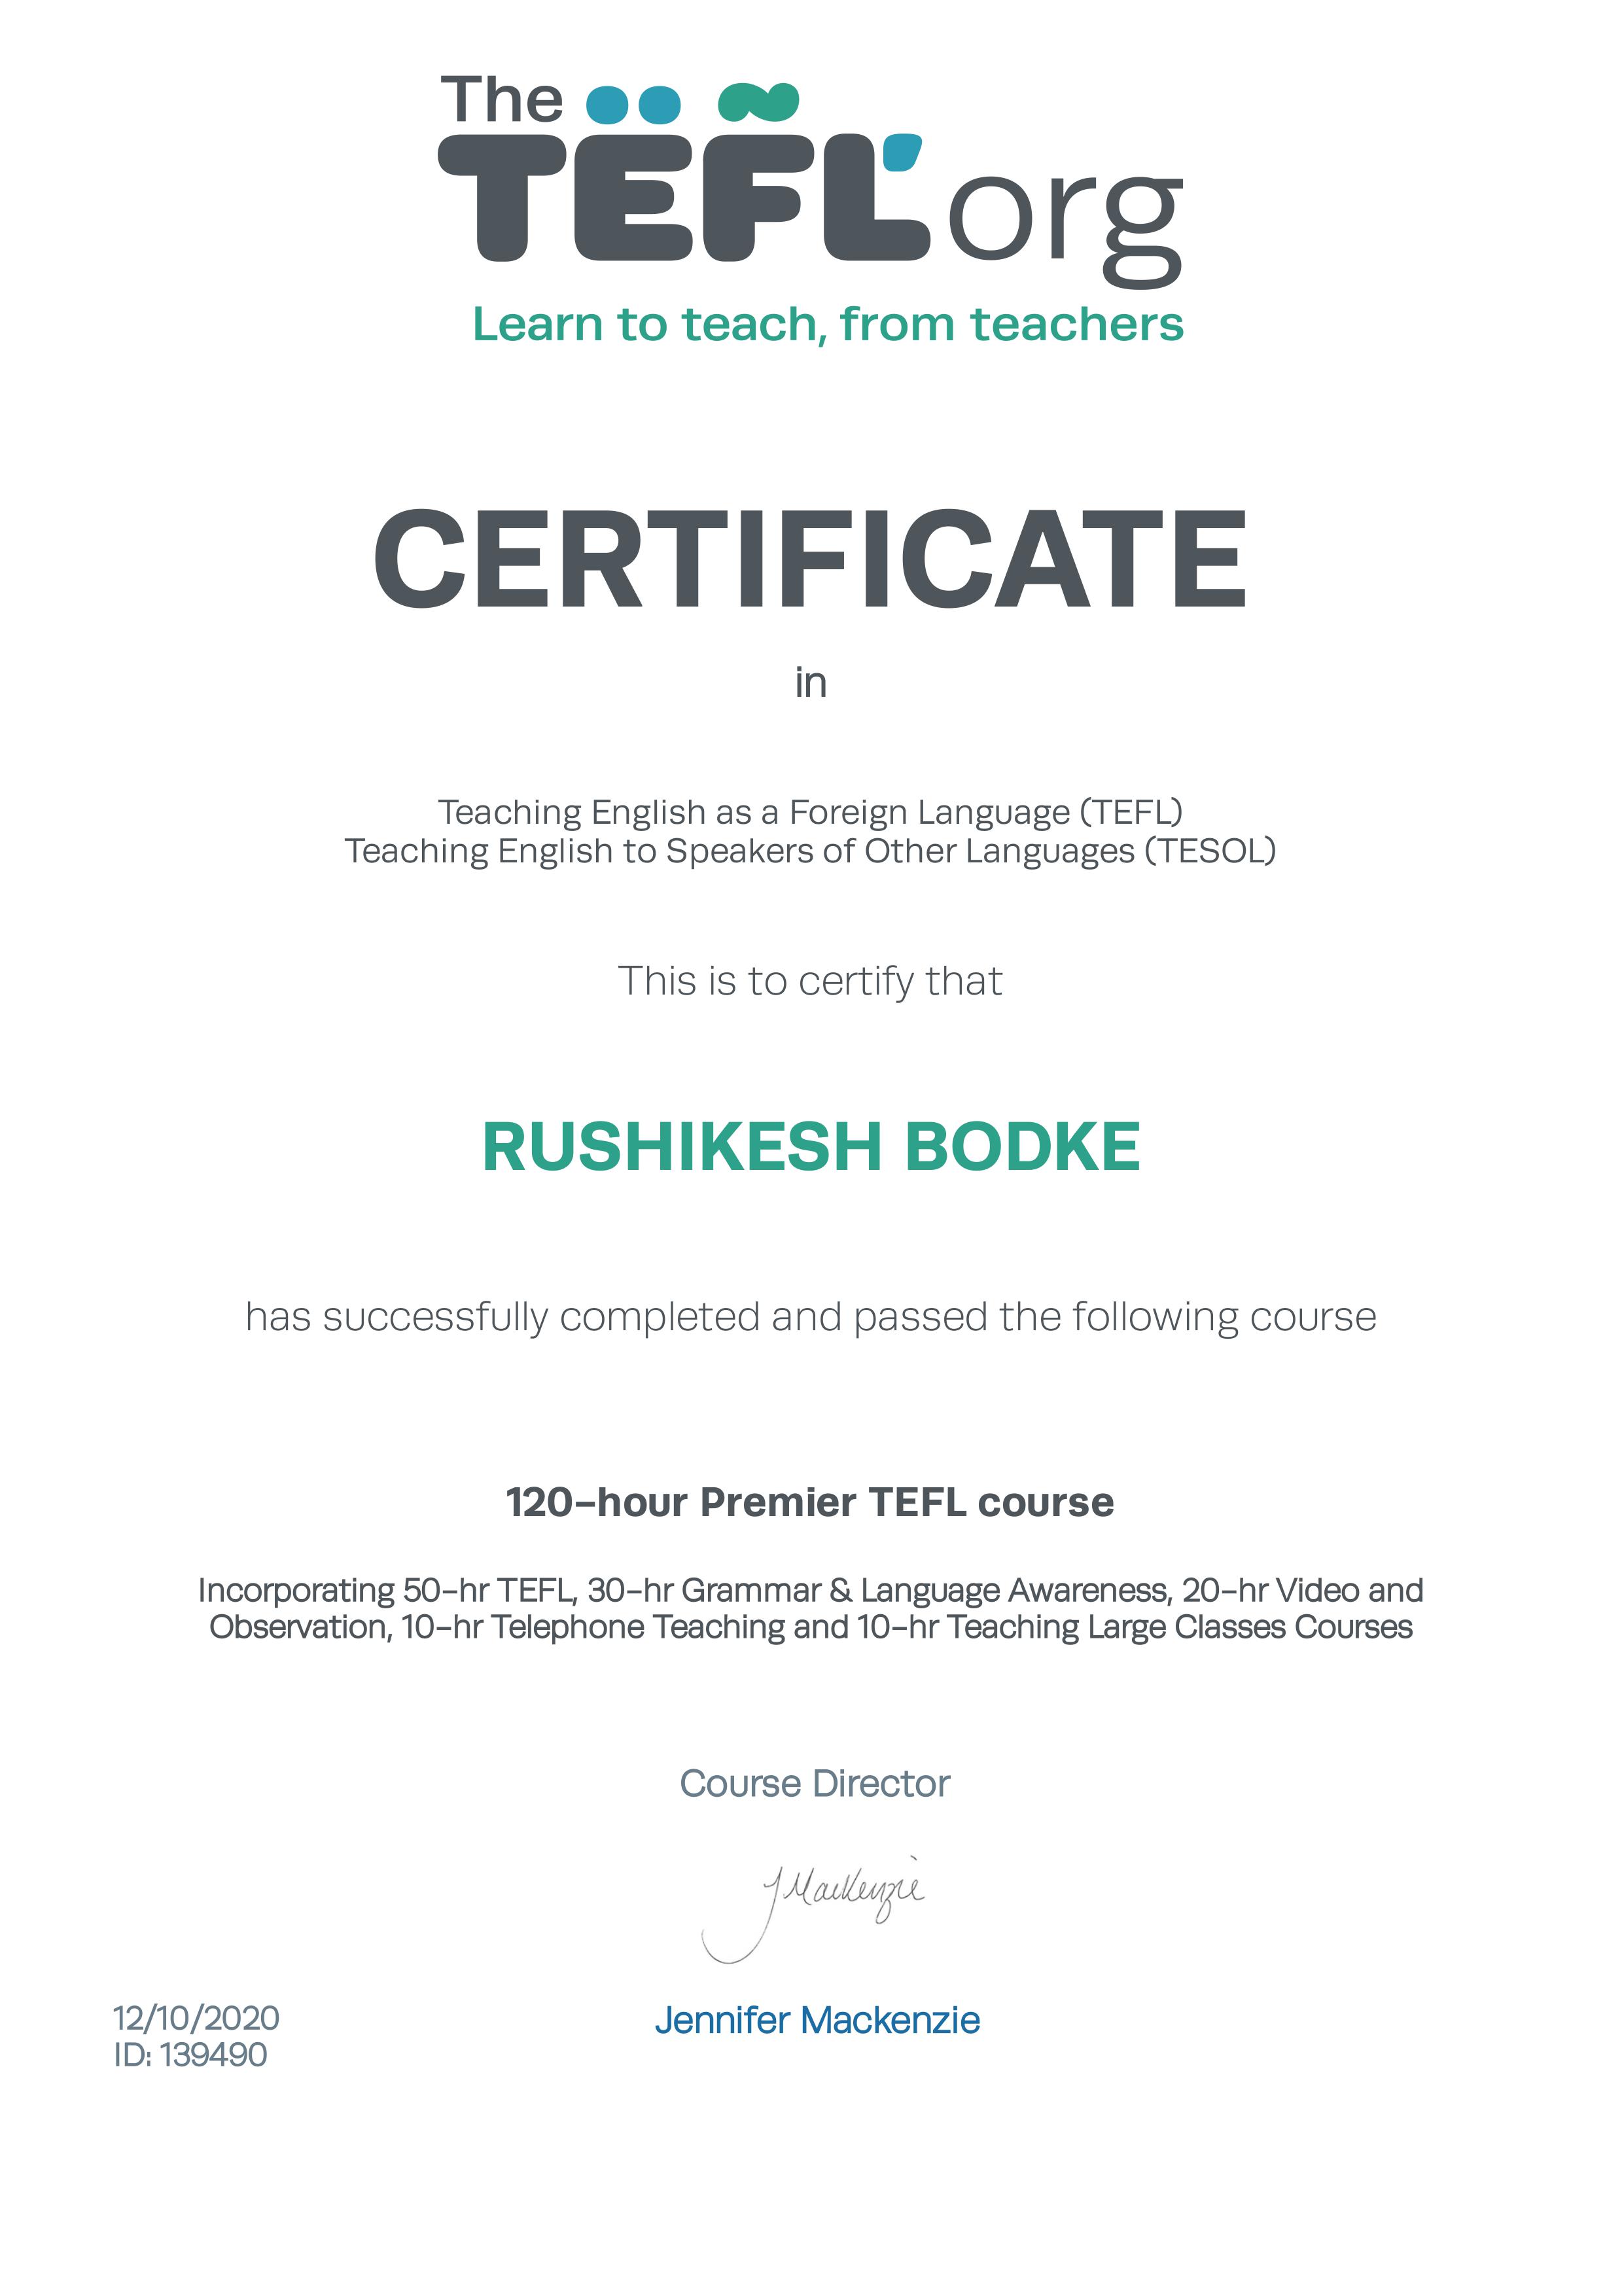 The
TËFL'org
Learn to teach, from teachers
CERTIFICATE
in
Teaching English as a Foreign Language (TEFL)
Teaching English to Speakers of Other Languages (TESOL)
This is to certify that
RUSHIKESH BODKE
has successfully completed and passed the following course
120-hour Premier TEFL course
Incorporating 50-hr TEFL, 30-hr Grammar & Language Awareness, 20-hr Video and
Observation, 10-hr Telephone Teaching and 10-hr Teaching Large Classes Courses
Course Director
JMacKenzie
Jennifer Mackenzie
12/10/2020
ID: 139490